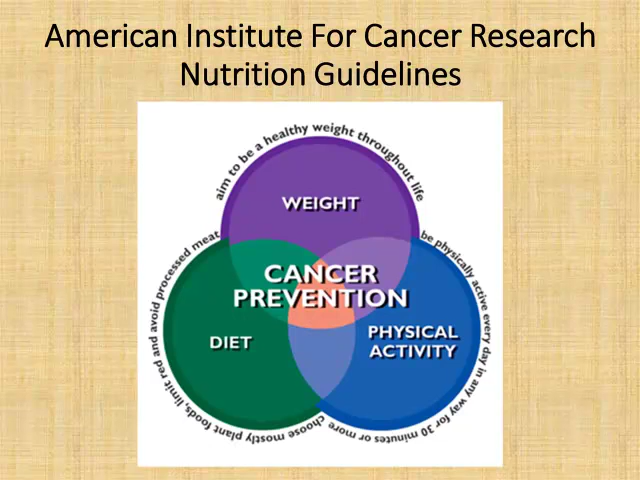 American Institute For Cancer Research
Nutrition Guidelines
aim to be a healthy weight throughout life
WEIGHT
be physically active every day in any way for 30 minutes or more
CANCER
PREVENTION
PHYSICAL
ACTIVITY
DIET
choose mostly plant foods, limit red and avoid processed meat